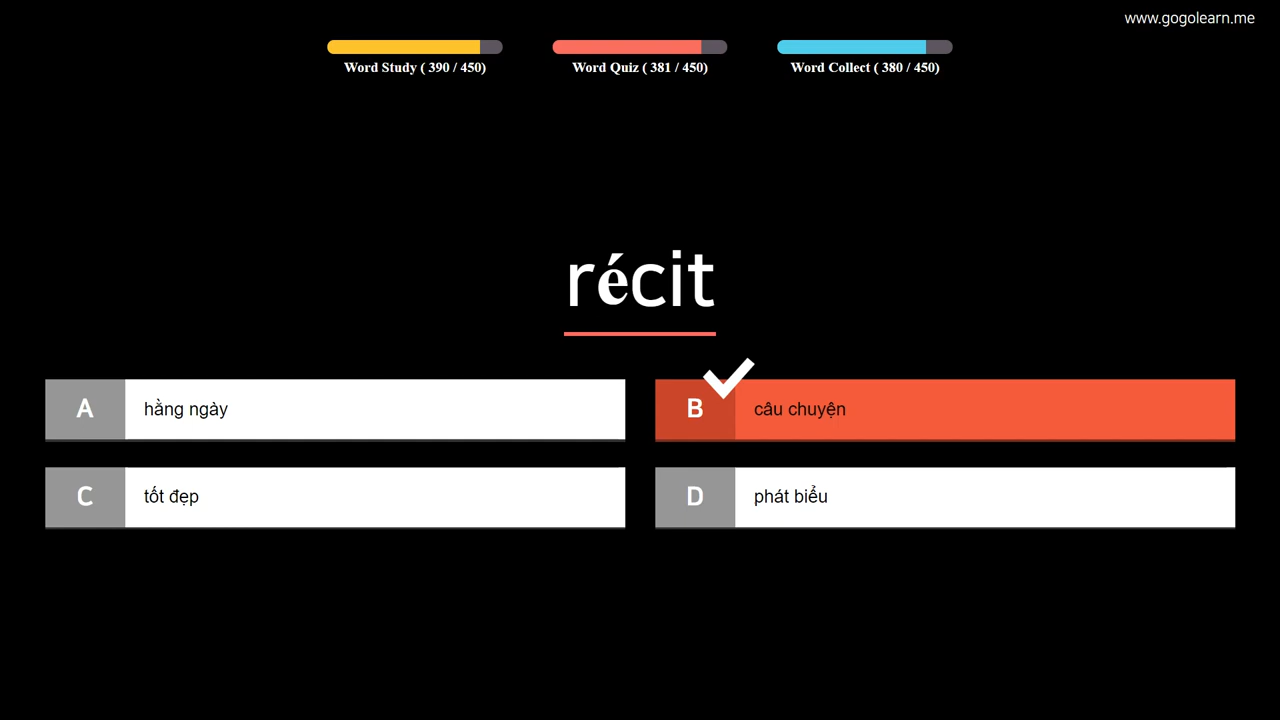 www.gogolearn.me
Word Study ( 390 / 450)
Word Quiz ( 381 / 450)
Word Collect ( 380 / 450)
récit
A hằng ngày
B câu chuyện
C tốt đẹp
D phát biểu